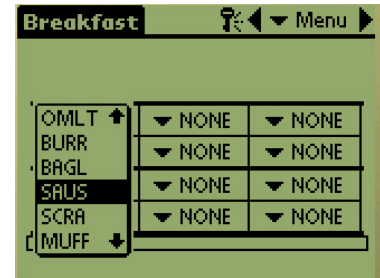 Breakfast Menu
OMLT NONE NONE
BURR NONE NONE
BAGL
SAUS NONE NONE
SCRA NONE NONE
MUFF